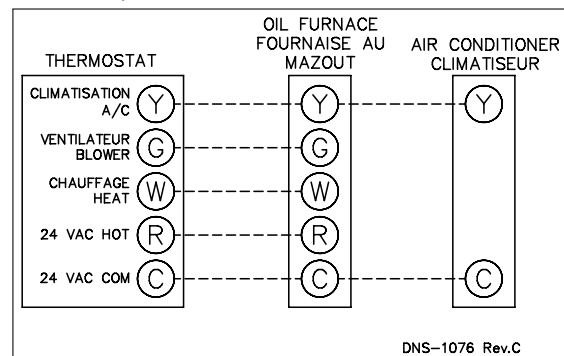 THERMOSTAT
OIL FURNACE
FOURNAISE AU
MAZOUT
AIR CONDITIONER
CLIMATISEUR
CLIMATISATION
A/C
Y
Y
Y
VENTILATEUR
BLOWER
G
G
CHAUFFAGE
HEAT
W
W
24 VAC HOT
R
R
24 VAC COM
C
C
C
DNS-1076 Rev.C